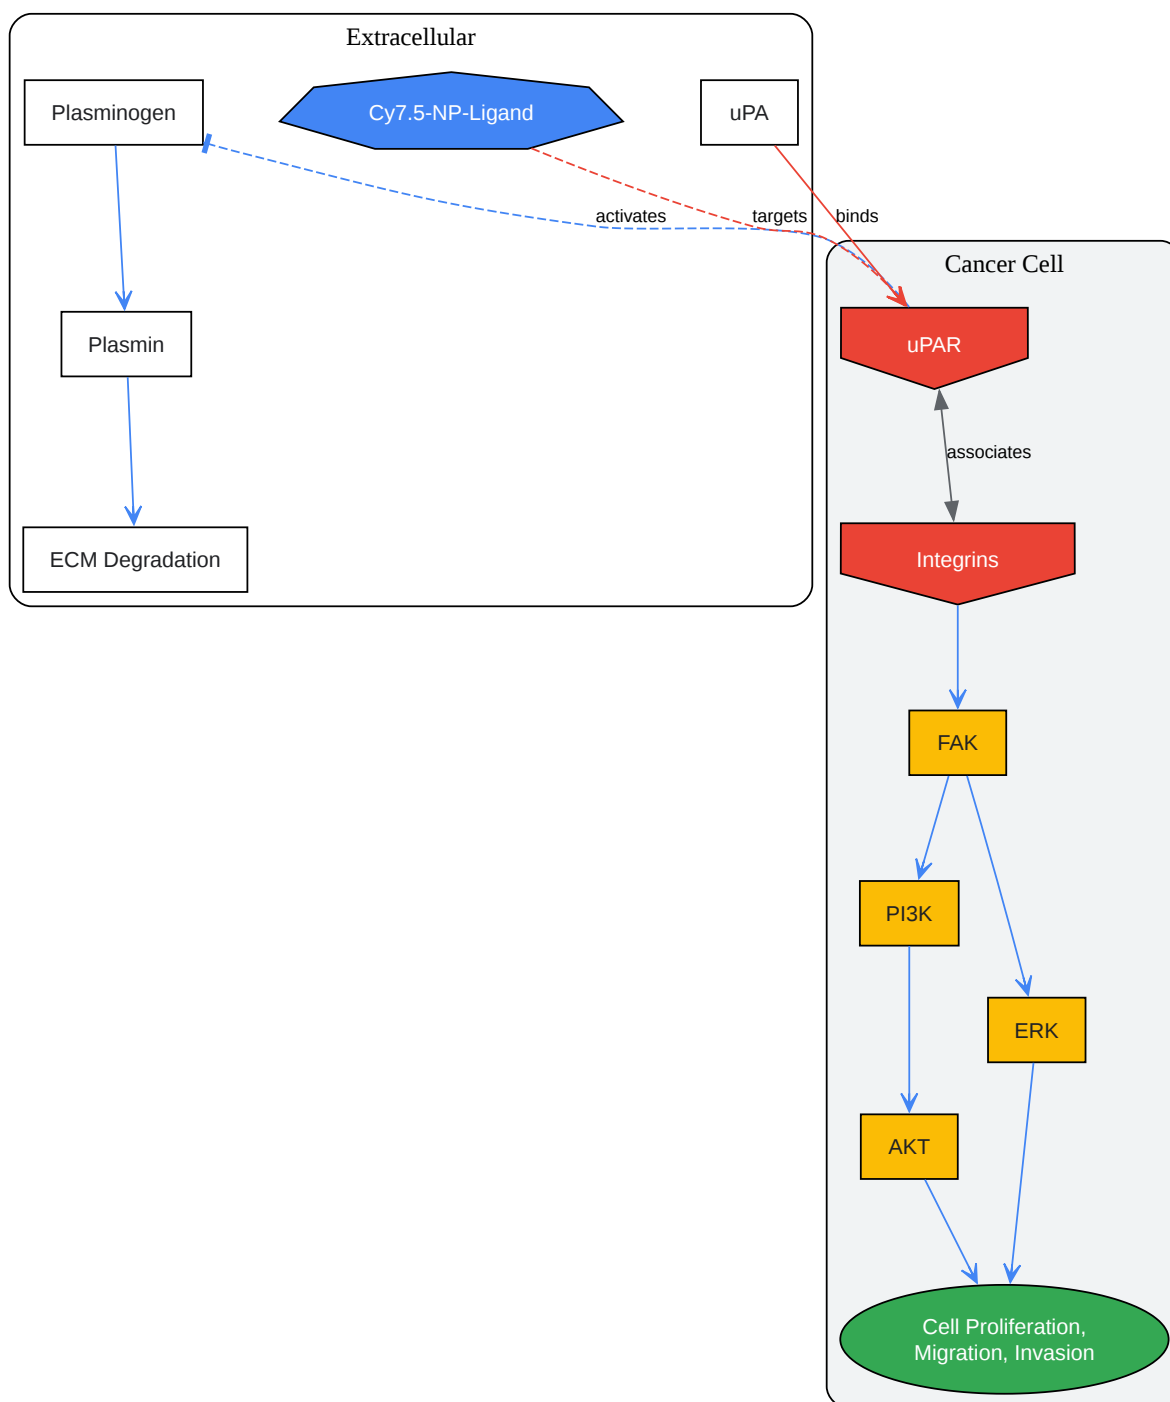 Extracellular
Plasminogen
Cy7.5-NP-Ligand
uPA
activates
targets
binds
Cancer Cell
uPAR
Plasmin
associates
ECM Degradation
Integrins
FAK
PI3K
ERK
AKT
Cell Proliferation,
Migration, Invasion